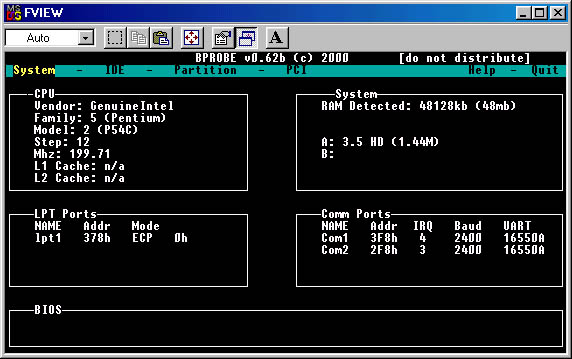 MS DOS FVIEW
Auto A
BPROBE v0.62b (c) 2000 [do not distribute]
System - IDE - Partition - PCI Help - Quit
CPU System
Vendor: GenuineIntel RAM Detected: 48128kb (48mb)
Family: 5 (Pentium)
Model: 2 (P54C)
Step: 12 A: 3.5 HD (1.44M)
Mhz: 199.71 B:
L1 Cache: n/a
L2 Cache: n/a
LPT Ports Comm Ports
NAME Addr Mode NAME Addr IRQ Baud UART
lpt1 378h ECP 0h Com1 3F8h 4 2400 16550A
Com2 2F8h 3 2400 16550A
BIOS